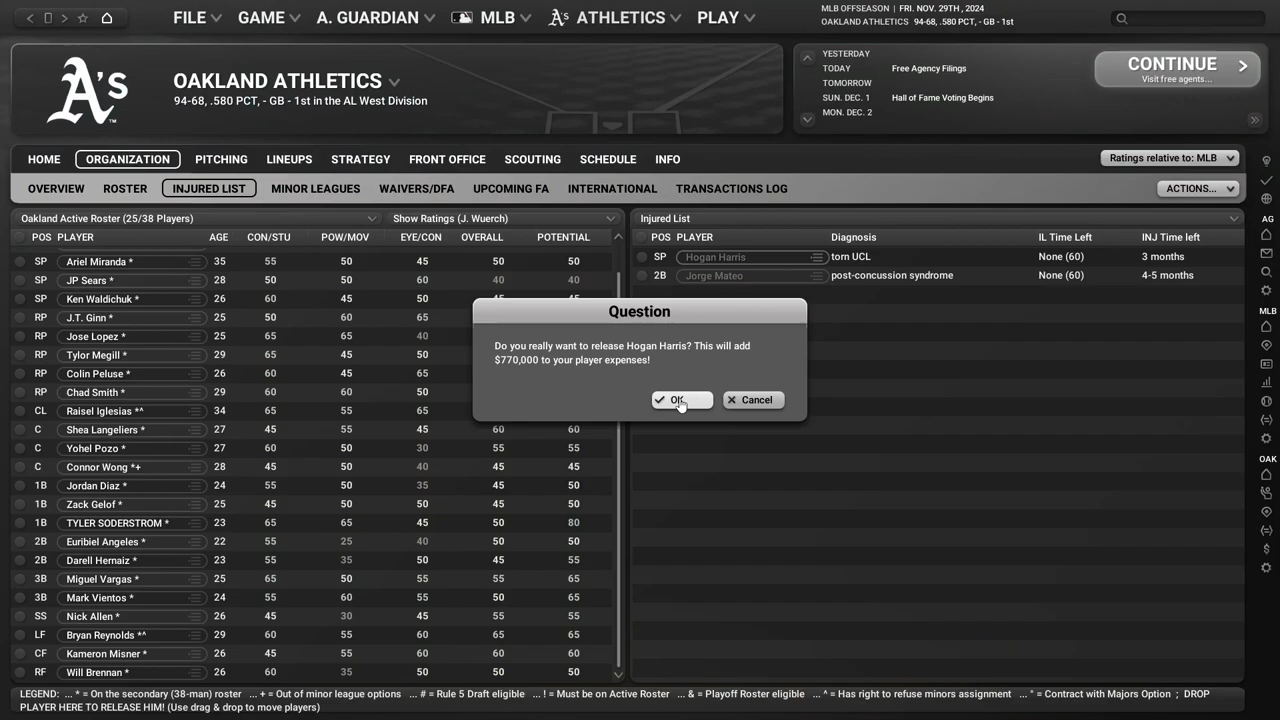 FILE GAME A. GUARDIAN MLB A's ATHLETICS PLAY
MLB OFFSEASON | FRI. NOV. 29TH , 2024
OAKLAND ATHLETICS 94-68, .580 PCT, - GB - 1st
A's
OAKLAND ATHLETICS
94-68, .580 PCT, - GB - 1st in the AL West Division
YESTERDAY
TODAY Free Agency Filings
TOMORROW
SUN. DEC. 1 Hall of Fame Voting Begins
MON. DEC. 2
CONTINUE
Visit free agents...
HOME ORGANIZATION PITCHING LINEUPS STRATEGY FRONT OFFICE SCOUTING SCHEDULE INFO Ratings relative to: MLB
OVERVIEW ROSTER INJURED LIST MINOR LEAGUES WAIVERS/DFA UPCOMING FA INTERNATIONAL TRANSACTIONS LOG ACTIONS...
Oakland Active Roster (25/38 Players) Show Ratings (J. Wuerch)
POS PLAYER AGE CON/STU POW/MOV EYE/CON OVERALL POTENTIAL
SP Ariel Miranda * 35 55 50 45 50 50
SP JP Sears * 28 50 50 60 40 40
SP Ken Waldichuk * 26 60 45 50 45 45
RP J.T. Ginn * 25 50 60 65
RP Jose Lopez * 25 65 65 40
RP Tylor Megill * 29 65 45 50
RP Colin Peluse * 26 60 45 65
RP Chad Smith * 29 60 60 50
CL Raisel Iglesias *^ 34 65 55 65
C Shea Langeliers * 27 45 60 45 60 60
C Yohel Pozo * 27 60 50 30 55 55
C Connor Wong *+ 28 45 50 40 45 45
1B Jordan Diaz * 24 55 50 35 50 50
1B Zack Gelof * 25 45 50 45 50 50
1B TYLER SODERSTROM * 23 65 65 45 50 80
2B Euribiel Angeles * 22 55 25 40 50 50
2B Darell Hernaiz * 23 55 35 50 45 55
3B Miguel Vargas * 25 65 50 55 55 65
3B Mark Vientos * 24 55 60 55 50 65
SS Nick Allen * 26 45 30 45 55 55
LF Bryan Reynolds *^ 29 60 55 60 65 65
CF Kameron Misner * 26 45 55 60 60 60
RF Will Brennan * 26 60 35 50 50 50
Injured List
POS PLAYER Diagnosis IL Time Left INJ Time left
SP Hogan Harris torn UCL None (60) 3 months
2B Jorge Mateo post-concussion syndrome None (60) 4-5 months
Question
Do you really want to release Hogan Harris? This will add
$770,000 to your player expenses!
Cancel
AG
MLB
OAK
LEGEND: ... * = On the secondary (38-man) roster ... + = Out of minor league options ... # = Rule 5 Draft eligible ... ! = Must be on Active Roster ... & = Playoff Roster eligible ... ^ = Has right to refuse minors assignment ... ° = Contract with Majors Option ; DROP
PLAYER HERE TO RELEASE HIM! (Use drag & drop to move players)